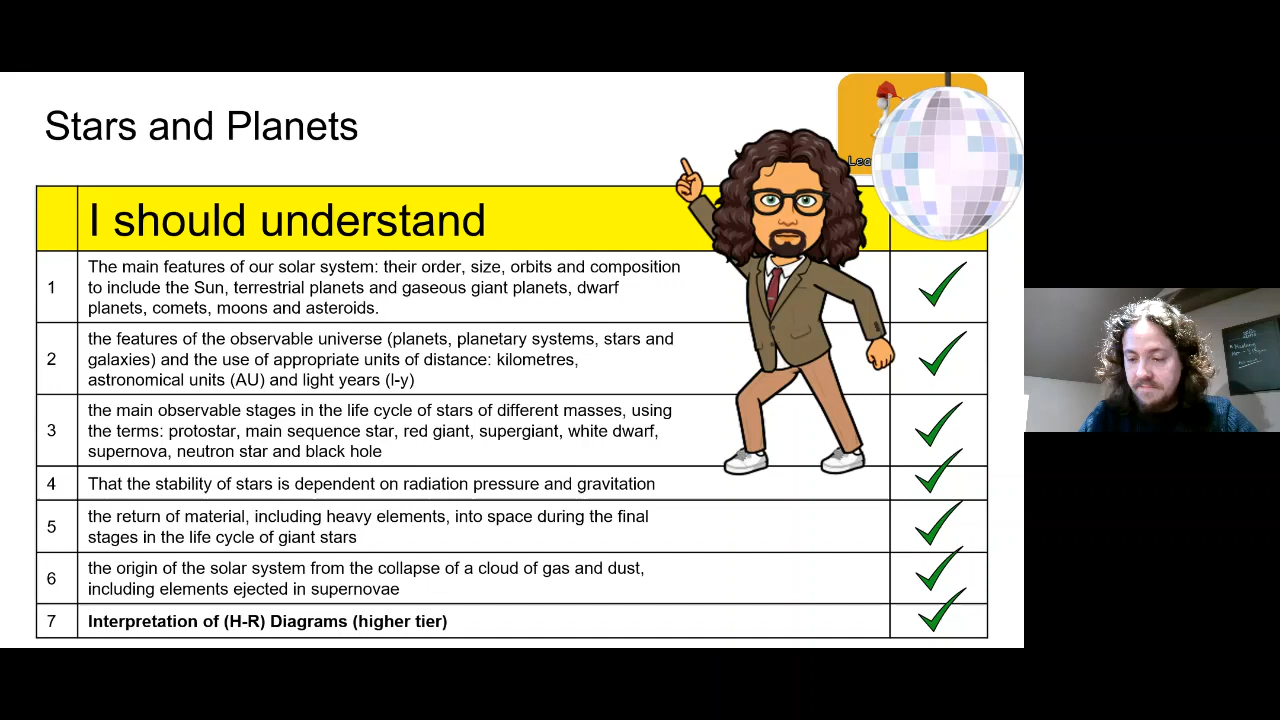 Stars and Planets
Lea
I should understand
1
The main features of our solar system: their order, size, orbits and composition
to include the Sun, terrestrial planets and gaseous giant planets, dwarf
planets, comets, moons and asteroids.
2
the features of the observable universe (planets, planetary systems, stars and
galaxies) and the use of appropriate units of distance: kilometres,
astronomical units (AU) and light years (l-y)
3
the main observable stages in the life cycle of stars of different masses, using
the terms: protostar, main sequence star, red giant, supergiant, white dwarf,
supernova, neutron star and black hole
4
That the stability of stars is dependent on radiation pressure and gravitation
5
the return of material, including heavy elements, into space during the final
stages in the life cycle of giant stars
6
the origin of the solar system from the collapse of a cloud of gas and dust,
including elements ejected in supernovae
7
Interpretation of (H-R) Diagrams (higher tier)